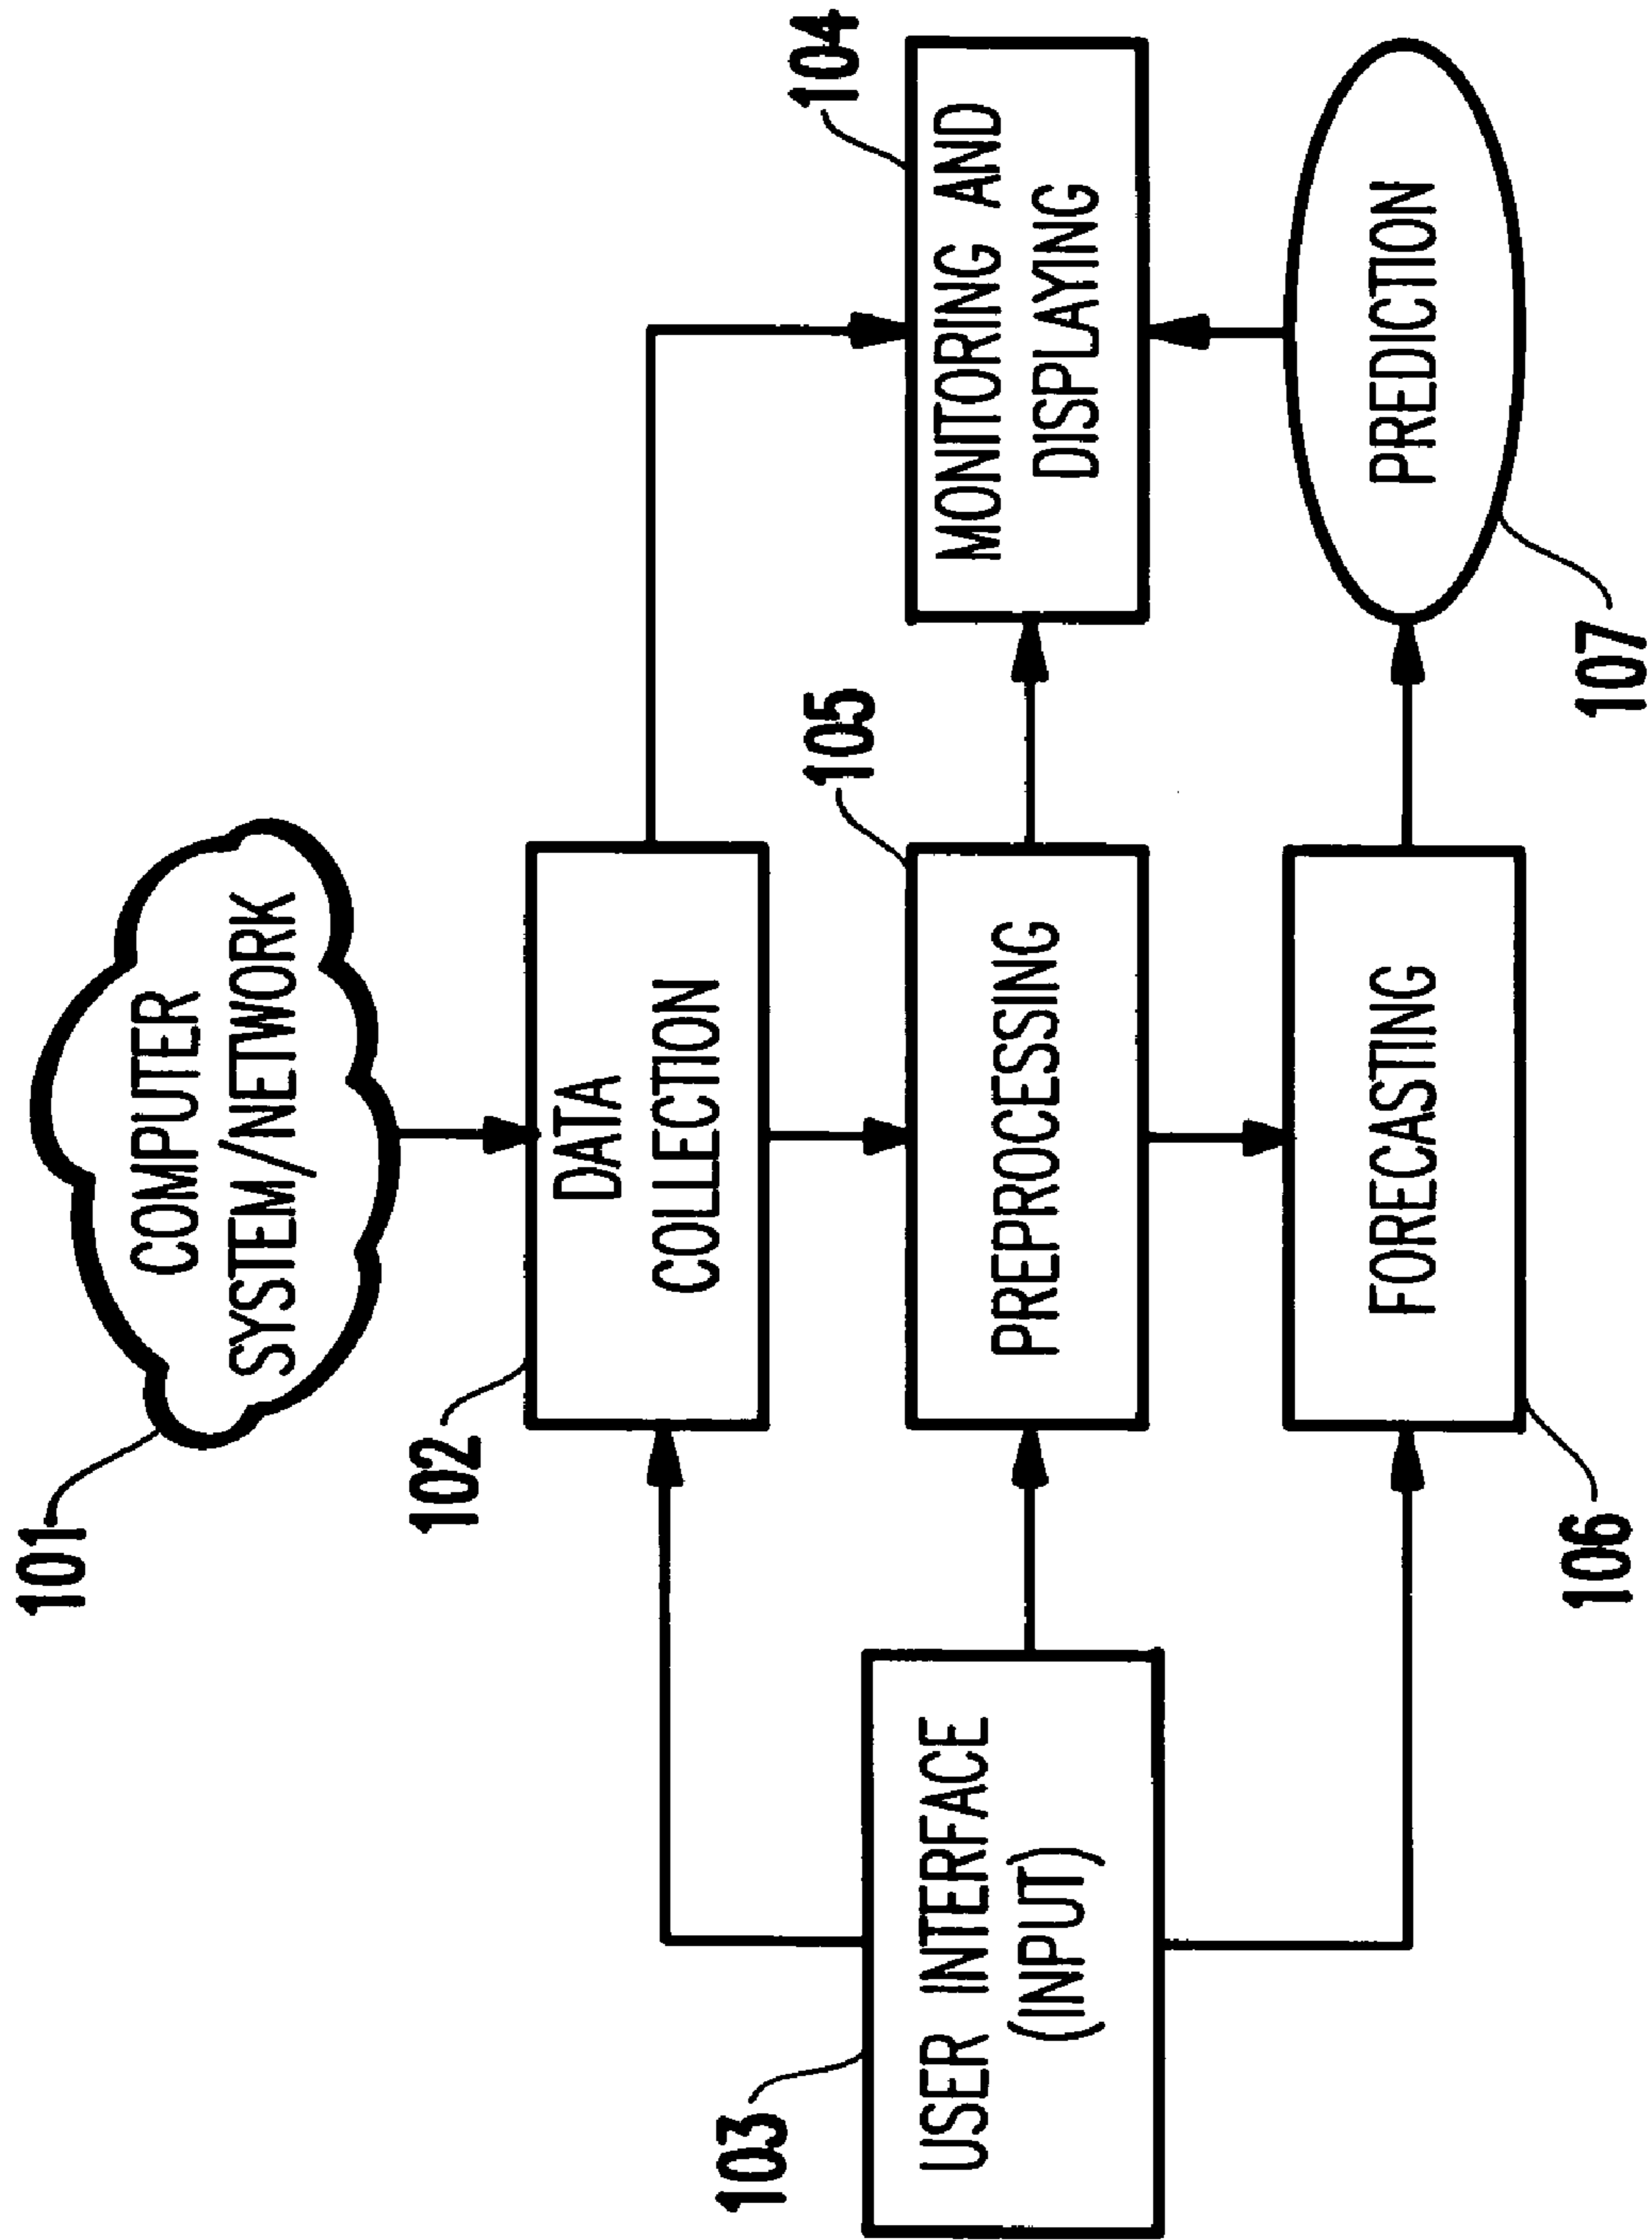 101
COMPUTER
SYSTEM/NETWORK
102
DATA
COLLECTION
104
MONITORING AND
DISPLAYING
105
PREPROCESSING
103
USER INTERFACE
(INPUT)
FORECASTING
106
PREDICTION
107